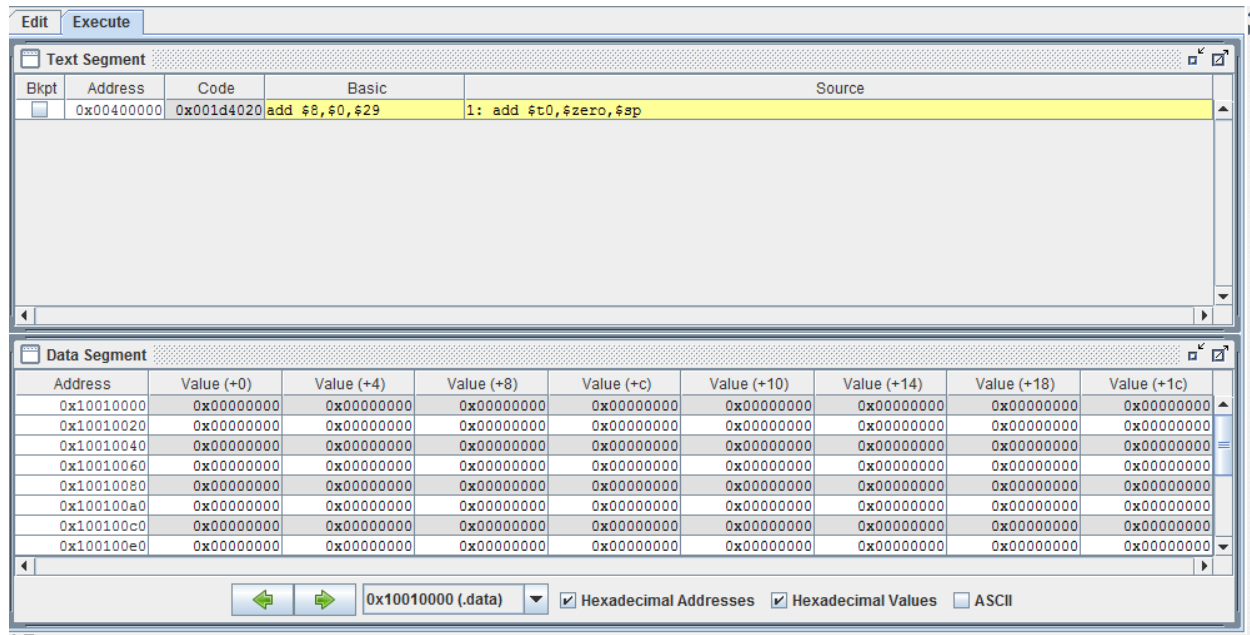 Edit Execute
Text Segment
Bkpt Address Code Basic Source
0x00400000 0x001d4020 add $8,$0,$29 1: add $t0,$zero,$sp
Data Segment
Address Value (+0) Value (+4) Value (+8) Value (+c) Value (+10) Value (+14) Value (+18) Value (+1c)
0x10010000 0x00000000 0x00000000 0x00000000 0x00000000 0x00000000 0x00000000 0x00000000 0x00000000
0x10010020 0x00000000 0x00000000 0x00000000 0x00000000 0x00000000 0x00000000 0x00000000 0x00000000
0x10010040 0x00000000 0x00000000 0x00000000 0x00000000 0x00000000 0x00000000 0x00000000 0x00000000
0x10010060 0x00000000 0x00000000 0x00000000 0x00000000 0x00000000 0x00000000 0x00000000 0x00000000
0x10010080 0x00000000 0x00000000 0x00000000 0x00000000 0x00000000 0x00000000 0x00000000 0x00000000
0x100100a0 0x00000000 0x00000000 0x00000000 0x00000000 0x00000000 0x00000000 0x00000000 0x00000000
0x100100c0 0x00000000 0x00000000 0x00000000 0x00000000 0x00000000 0x00000000 0x00000000 0x00000000
0x100100e0 0x00000000 0x00000000 0x00000000 0x00000000 0x00000000 0x00000000 0x00000000 0x00000000
0x10010000 (.data) Hexadecimal Addresses Hexadecimal Values ASCII